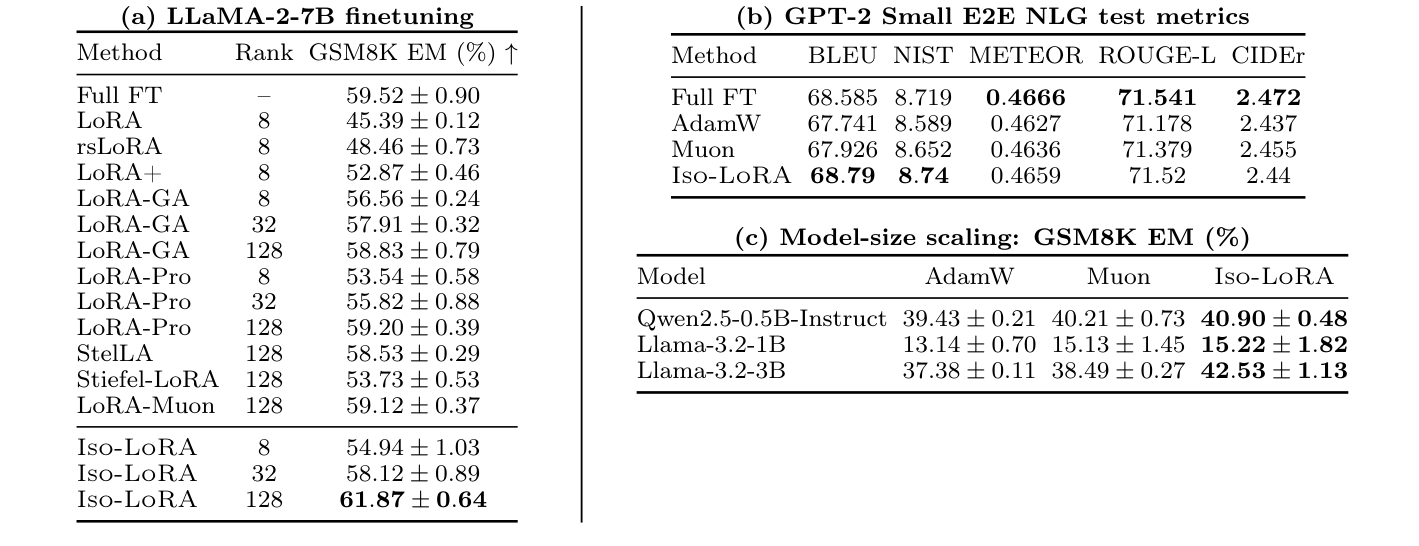 (a) LLaMA-2-7B finetuning
Method Rank GSM8K EM (%) ↑
Full FT – 59.52 ± 0.90
LoRA 8 45.39 ± 0.12
rsLoRA 8 48.46 ± 0.73
LoRA+ 8 52.87 ± 0.46
LoRA-GA 8 56.56 ± 0.24
LoRA-GA 32 57.91 ± 0.32
LoRA-GA 128 58.83 ± 0.79
LoRA-Pro 8 53.54 ± 0.58
LoRA-Pro 32 55.82 ± 0.88
LoRA-Pro 128 59.20 ± 0.39
StelLA 128 58.53 ± 0.29
Stiefel-LoRA 128 53.73 ± 0.53
LoRA-Muon 128 59.12 ± 0.37
Iso-LoRA 8 54.94 ± 1.03
Iso-LoRA 32 58.12 ± 0.89
Iso-LoRA 128 61.87 ± 0.64
(b) GPT-2 Small E2E NLG test metrics
Method BLEU NIST METEOR ROUGE-L CIDEr
Full FT 68.585 8.719 0.4666 71.541 2.472
AdamW 67.741 8.589 0.4627 71.178 2.437
Muon 67.926 8.652 0.4636 71.379 2.455
Iso-LoRA 68.79 8.74 0.4659 71.52 2.44
(c) Model-size scaling: GSM8K EM (%)
Model AdamW Muon Iso-LoRA
Qwen2.5-0.5B-Instruct 39.43 ± 0.21 40.21 ± 0.73 40.90 ± 0.48
Llama-3.2-1B 13.14 ± 0.70 15.13 ± 1.45 15.22 ± 1.82
Llama-3.2-3B 37.38 ± 0.11 38.49 ± 0.27 42.53 ± 1.13